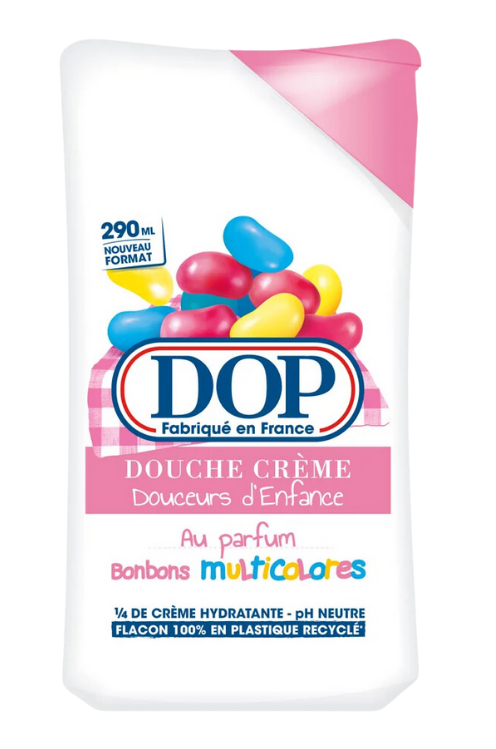 290 ML
NOUVEAU
FORMAT
DOP
Fabriqué en France
DOUCHE CRÈME
Douceurs d'Enfance
Au parfum
Bonbons multicolores
¼ DE CRÈME HYDRATANTE - pH NEUTRE
FLACON 100% EN PLASTIQUE RECYCLÉ*